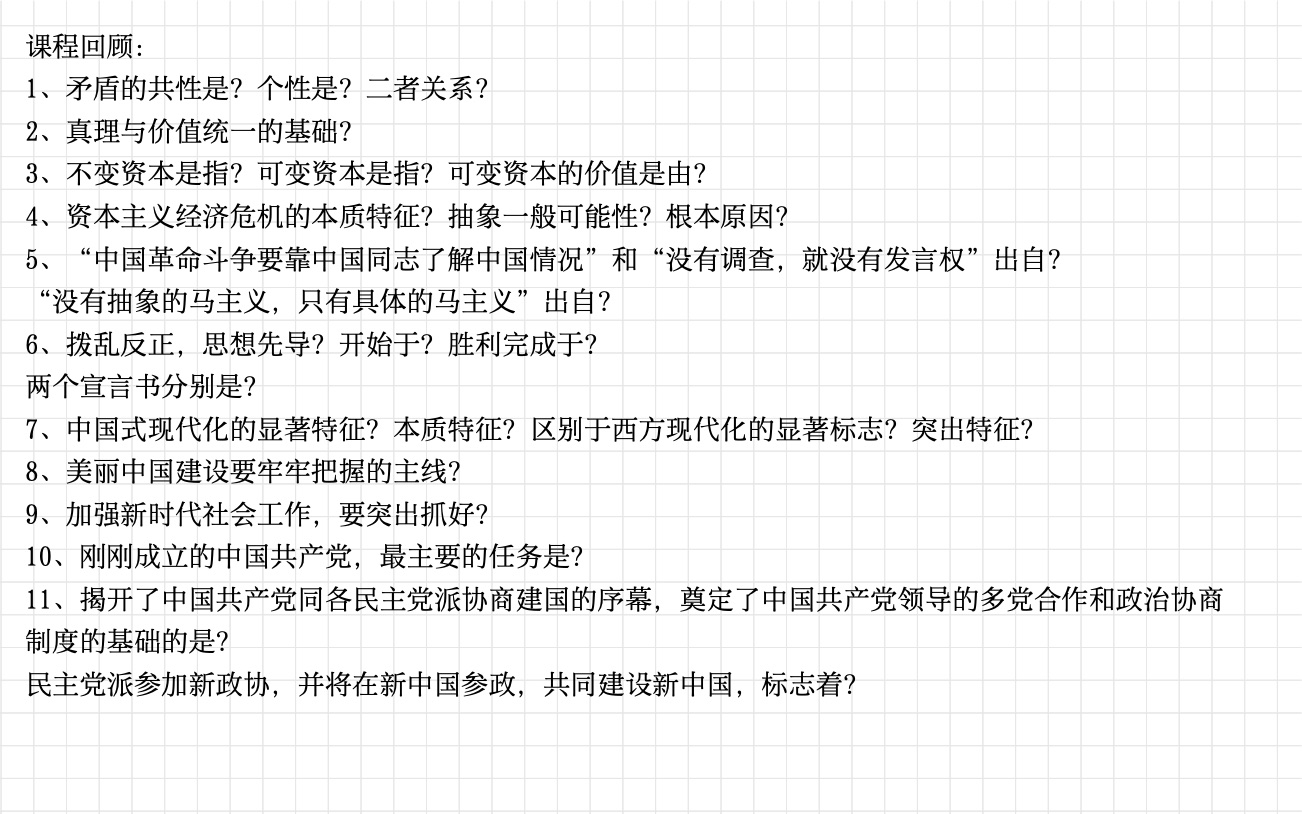 课程回顾：
1、矛盾的共性是？个性是？二者关系？
2、真理与价值统一的基础？
3、不变资本是指？可变资本是指？可变资本的价值是由？
4、资本主义经济危机的本质特征？抽象一般可能性？根本原因？
5、“中国革命斗争要靠中国同志了解中国情况”和“没有调查，就没有发言权”出自？
“没有抽象的马主义，只有具体的马主义”出自？
6、拨乱反正，思想先导？开始于？胜利完成于？
两个宣言书分别是？
7、中国式现代化的显著特征？本质特征？区别于西方现代化的显著标志？突出特征？
8、美丽中国建设要牢牢把握的主线？
9、加强新时代社会工作，要突出抓好？
10、刚刚成立的中国共产党，最主要的任务是？
11、揭开了中国共产党同各民主党派协商建国的序幕，奠定了中国共产党领导的多党合作和政治协商
制度的基础的是？
民主党派参加新政协，并将在新中国参政，共同建设新中国，标志着？